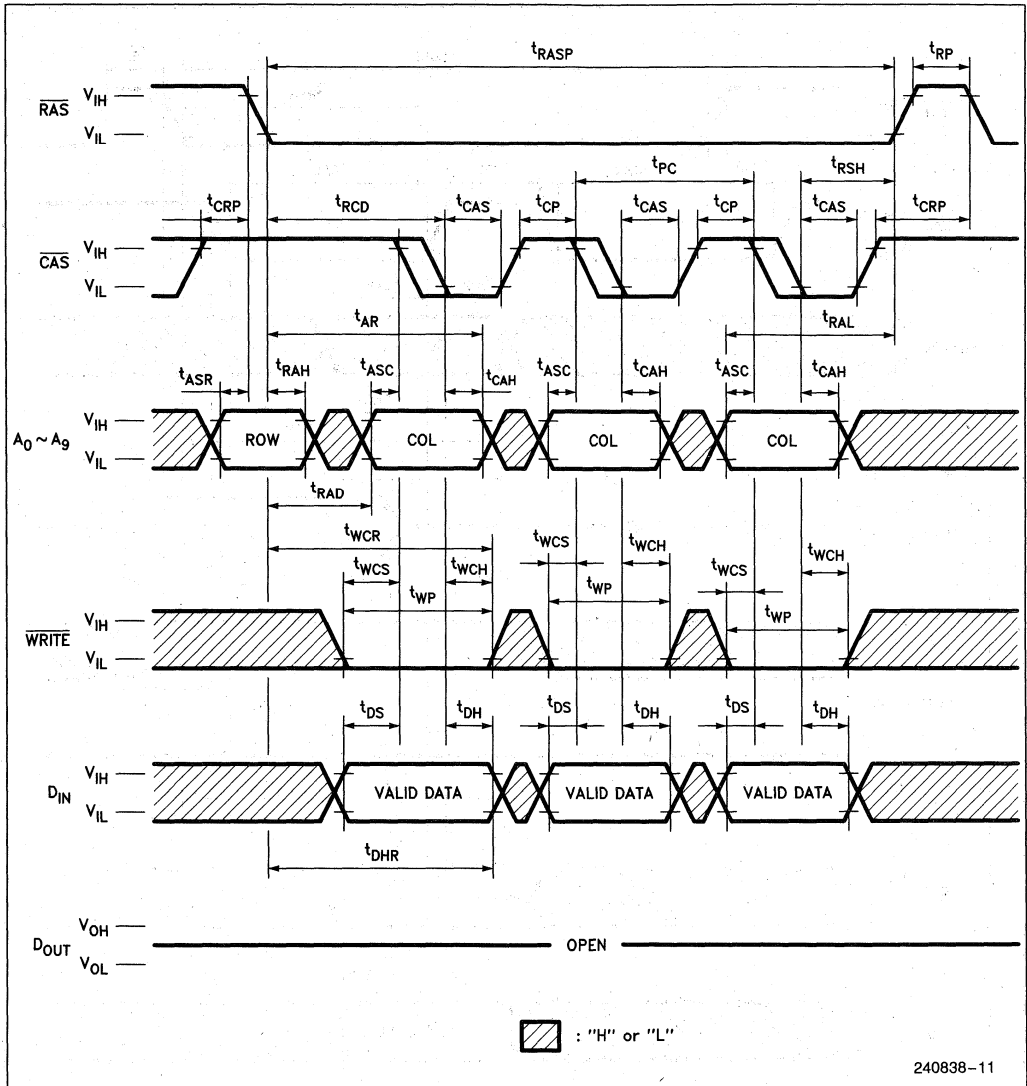 tRASP tRP
RAS VIH
VIL
tPC tRSH
tCRP tRCD tCAS tCP tCAS tCP tCAS tCRP
CAS VIH
VIL
tAR tRAL
tASR tRAH tASC tCAH tASC tCAH tASC tCAH
A0 ~ A9 VIH
VIL
ROW COL COL COL
tRAD
tWCR
tWCS tWCH tWCS tWCH tWCS tWCH
tWP tWP tWP
WRITE VIH
VIL
tDS tDH tDS tDH tDS tDH
DIN VIH
VIL
VALID DATA VALID DATA VALID DATA
tDHR
DOUT VOH
VOL
OPEN
: "H" or "L"
240838-11